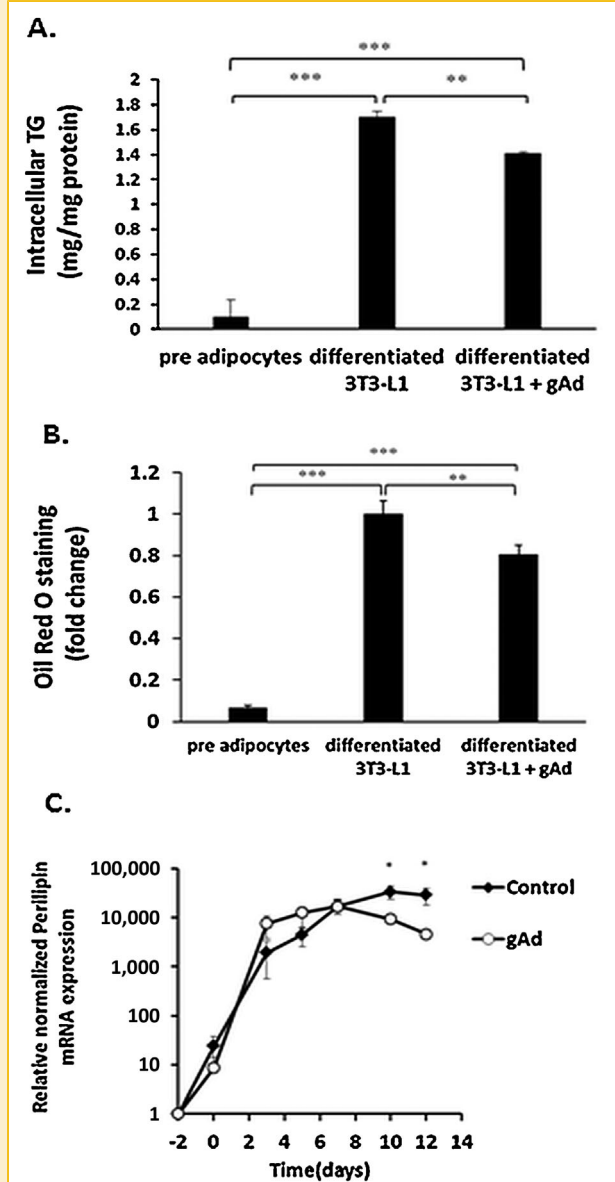 A.
***
***
**
Intracellular TG
(mg/mg protein)
2
1.8
1.6
1.4
1.2
1
0.8
0.6
0.4
0.2
0
pre adipocytes
differentiated
3T3-L1
differentiated
3T3-L1 + gAd
B.
***
***
**
Oil Red O staining
(fold change)
1.2
1
0.8
0.6
0.4
0.2
0
pre adipocytes
differentiated
3T3-L1
differentiated
3T3-L1 + gAd
C.
Relative normalized Perilipin
mRNA expression
100,000
10,000
1,000
100
10
1
* *
Control
gAd
-2 0 2 4 6 8 10 12 14
Time(days)